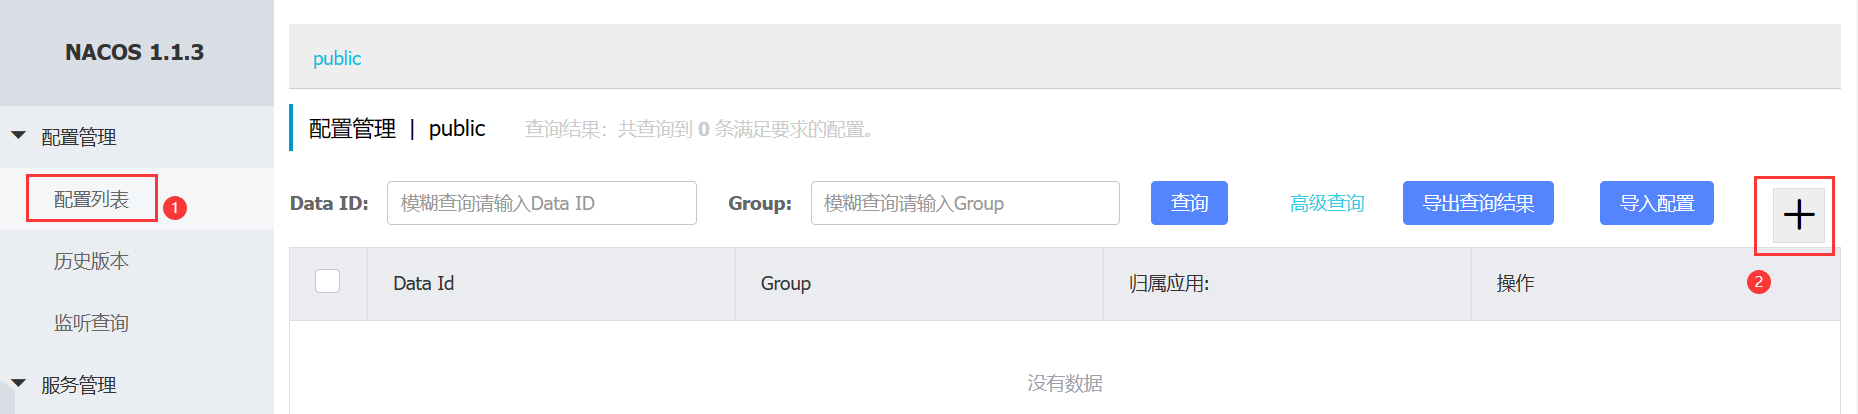 NACOS 1.1.3
public
配置管理
配置管理 | public 查询结果：共查询到 0 条满足要求的配置。
配置列表 1
Data ID: 模糊查询请输入Data ID Group: 模糊查询请输入Group 查询 高级查询 导出查询结果 导入配置 +
历史版本
Data Id Group 归属应用: 操作 2
监听查询
服务管理
没有数据